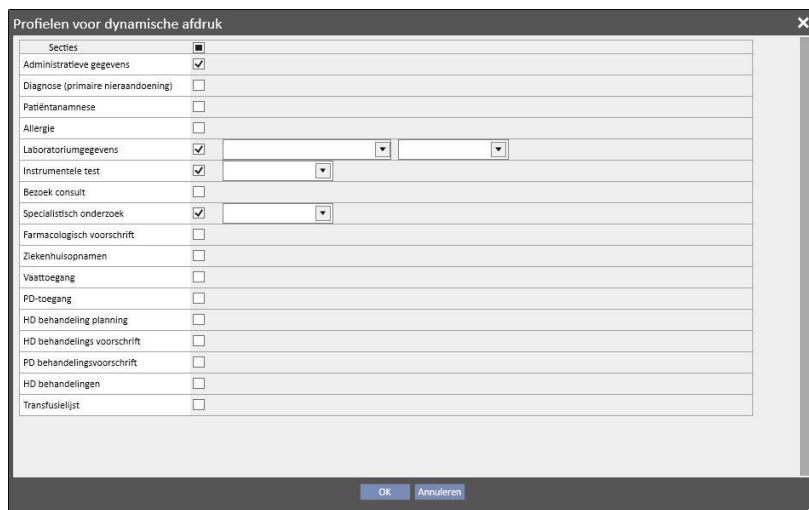 Profielen voor dynamische afdruk
Secties
Administratieve gegevens
Diagnose (primaire nieraandoening)
Patiëntanamnese
Allergie
Laboratoriumgegevens
Instrumentele test
Bezoek consult
Specialistisch onderzoek
Farmacologisch voorschrift
Ziekenhuisopnamen
Vaattoegang
PD-toegang
HD behandeling planning
HD behandelings voorschrift
PD behandelingsvoorschrift
HD behandelingen
Transfusielijst
OK Annuleren